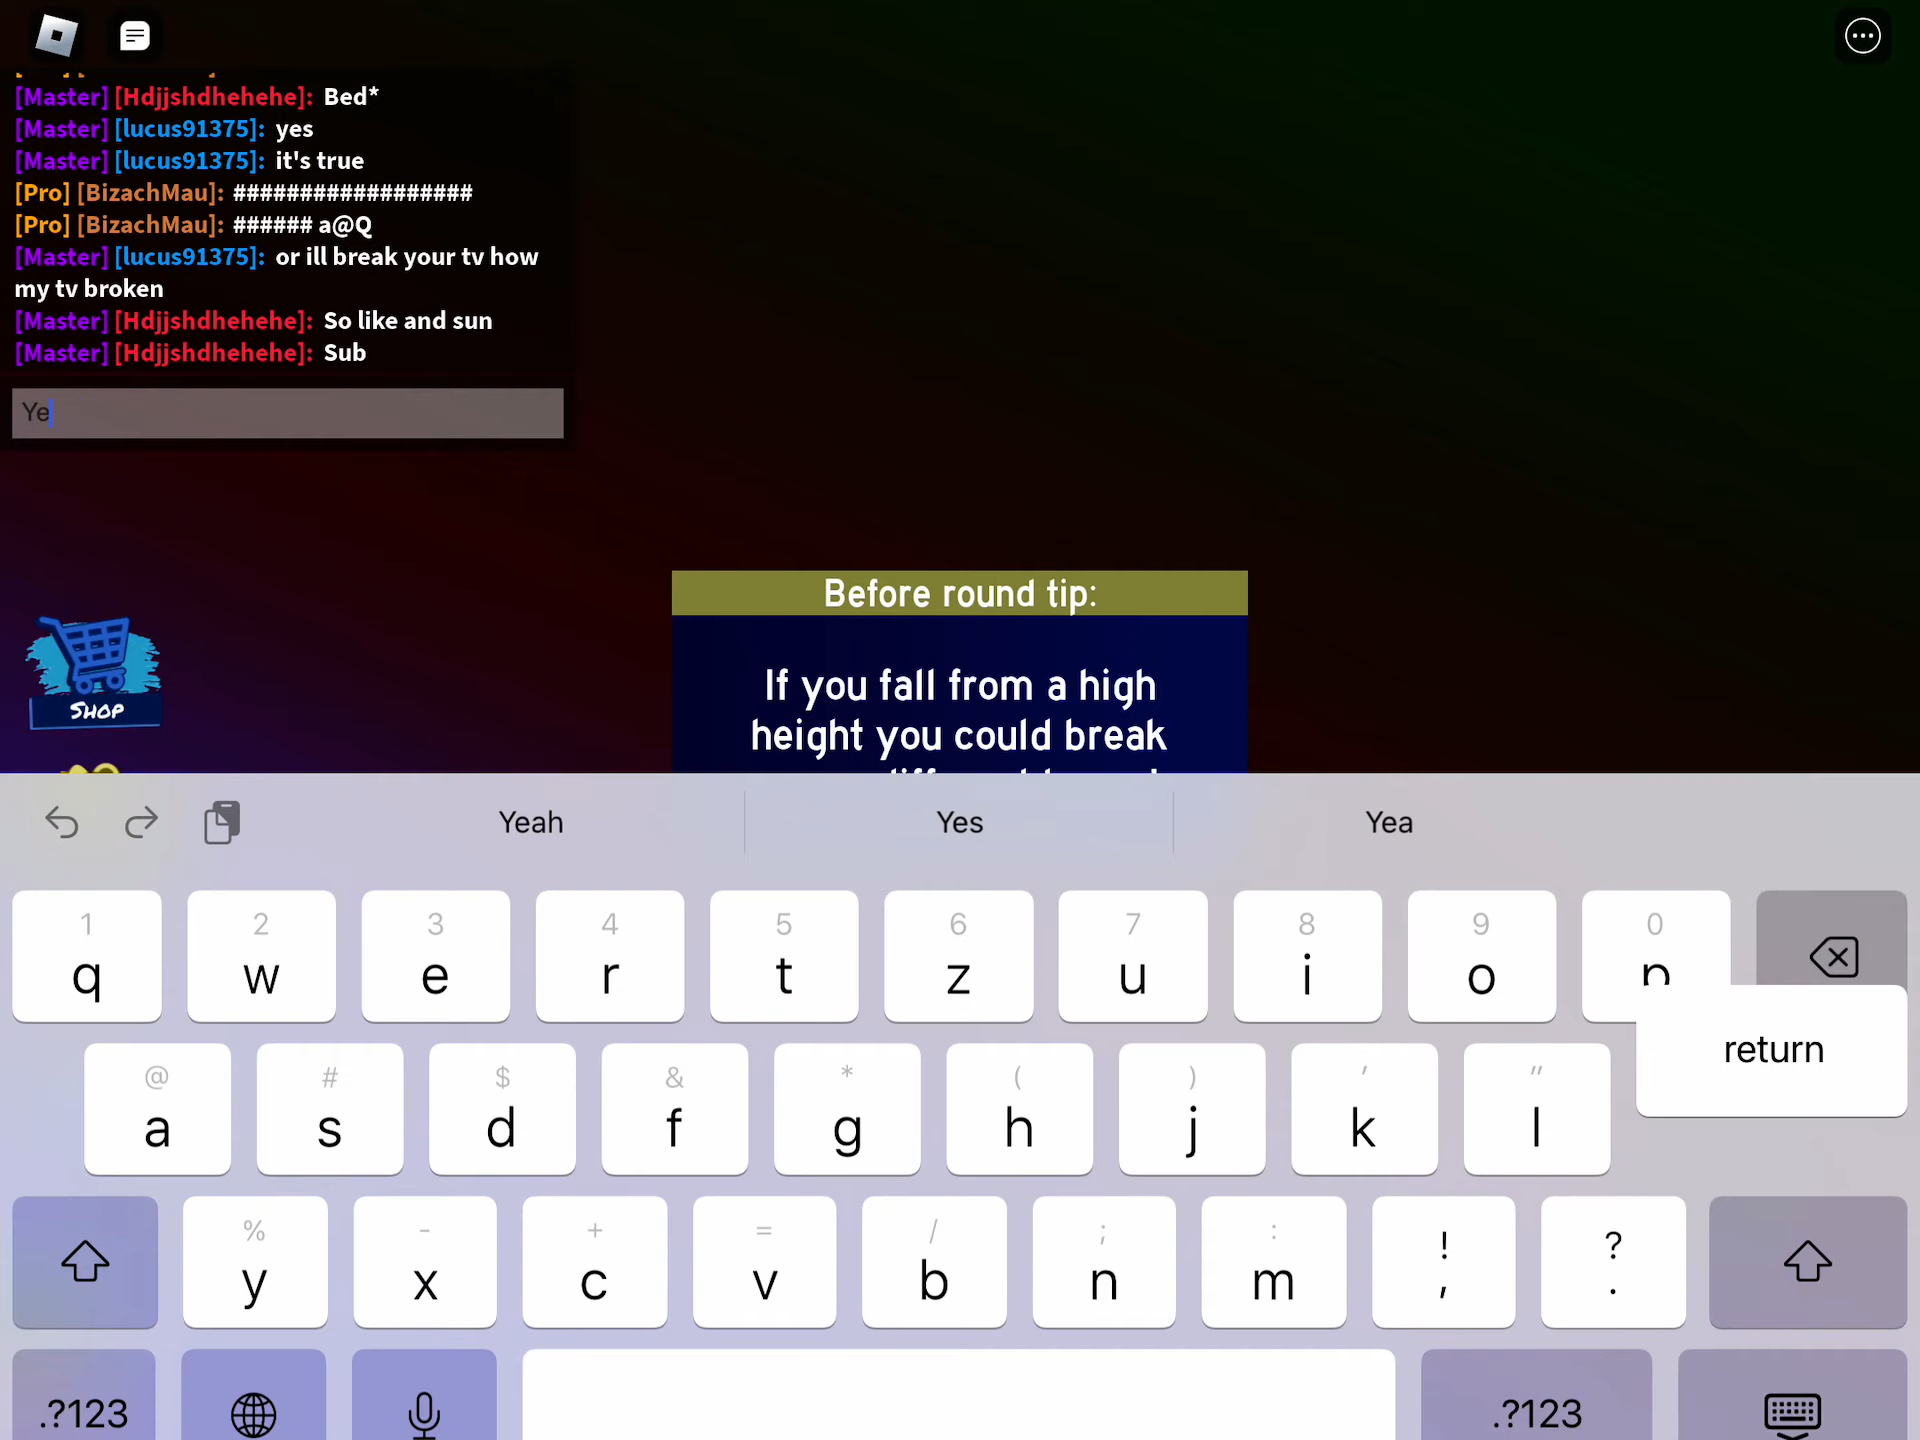 [Master] [Hdjjshdhehehe]: Bed*
[Master] [lucus91375]: yes
[Master] [lucus91375]: it's true
[Pro] [BizachMau]: ##################
[Pro] [BizachMau]: ###### a@Q
[Master] [lucus91375]: or ill break your tv how
my tv broken
[Master] [Hdjjshdhehehe]: So like and sun
[Master] [Hdjjshdhehehe]: Sub
Ye
Before round tip:
If you fall from a high
height you could break
SHOP
Yeah Yes Yea
1 2 3 4 5 6 7 8 9 0
q w e r t z u i o p
return
@ # $ & * ( ) ' "
a s d f g h j k l
% - + = / ; : ! ?
y x c v b n m , .
.?123 .?123